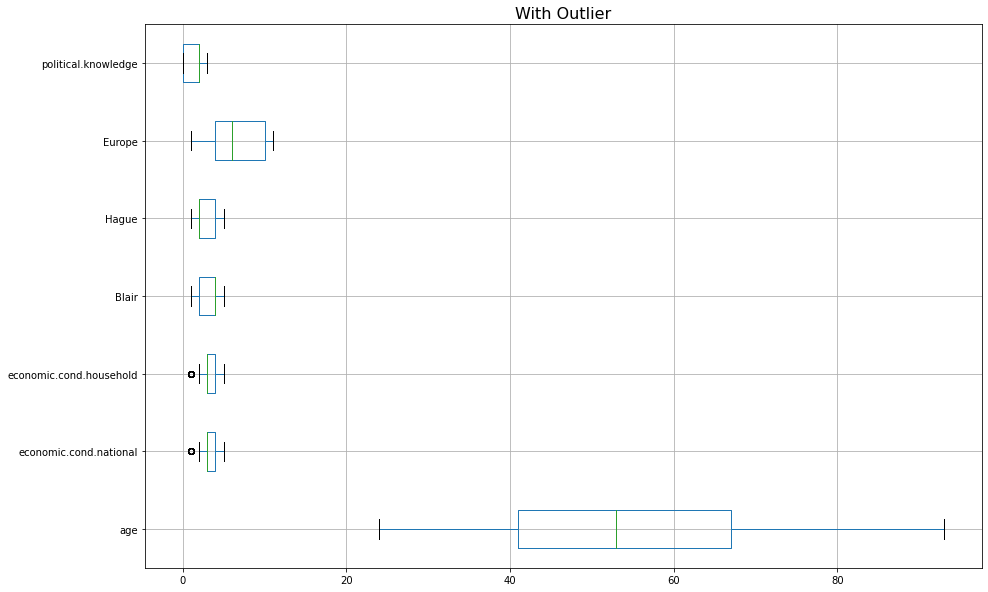 With Outlier
political.knowledge
Europe
Hague
Blair
economic.cond.household
economic.cond.national
age
0 20 40 60 80